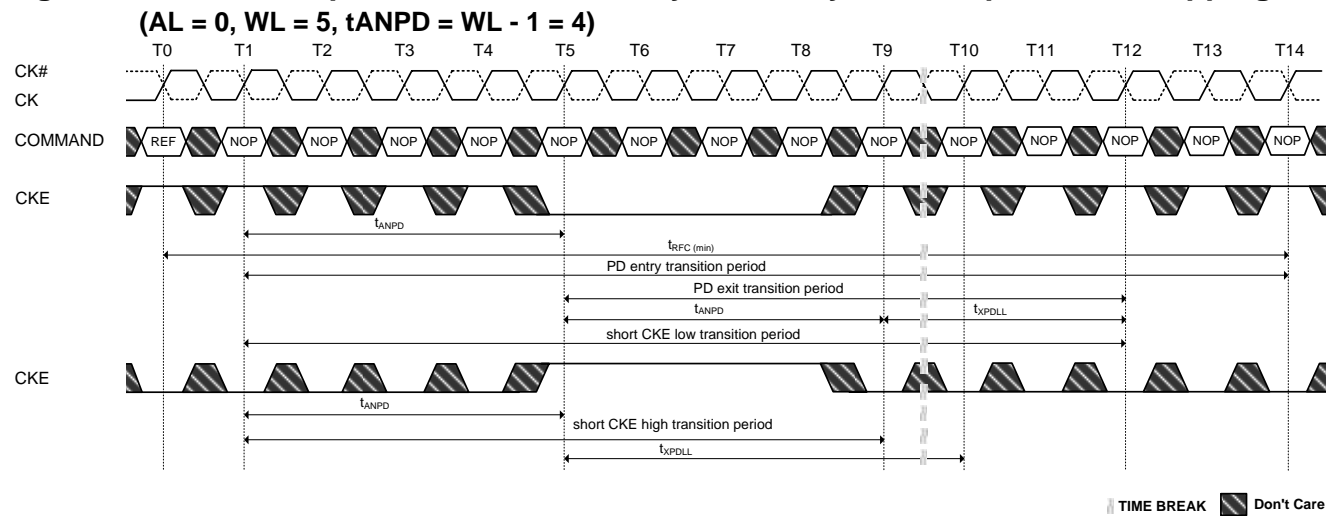 (AL = 0, WL = 5, tANPD = WL - 1 = 4)
T0 T1 T2 T3 T4 T5 T6 T7 T8 T9 T10 T11 T12 T13 T14
CK#
CK
COMMAND REF NOP NOP NOP NOP NOP NOP NOP NOP NOP NOP NOP NOP NOP NOP
CKE
tANPD
tRFC (min)
PD entry transition period
PD exit transition period
tANPD tXPDLL
short CKE low transition period
CKE
tANPD
short CKE high transition period
tXPDLL
TIME BREAK Don't Care